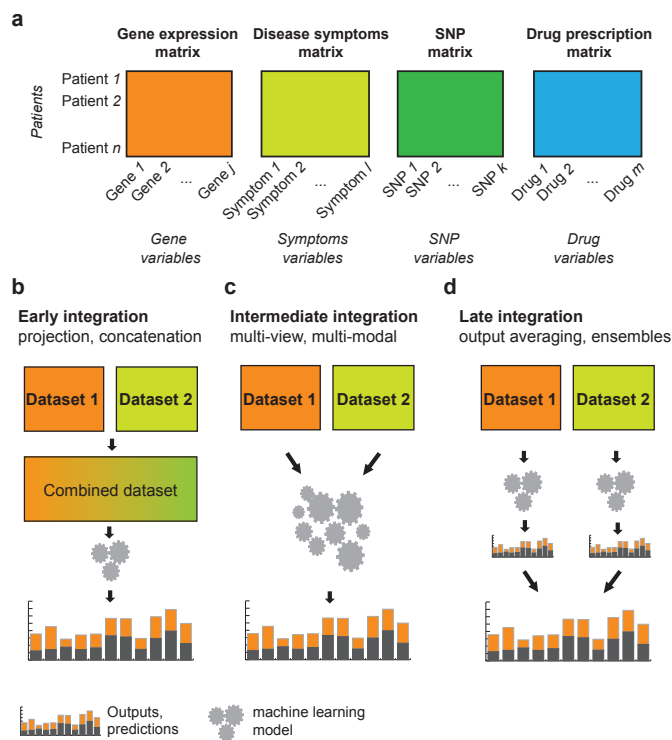 a
Gene expression matrix
Disease symptoms matrix
SNP matrix
Drug prescription matrix
Patients
Patient 1
Patient 2
Patient n
Gene 1
Gene 2
...
Gene j
Symptom 1
Symptom 2
...
Symptom l
SNP 1
SNP 2
...
SNP k
Drug 1
Drug 2
...
Drug m
Gene variables
Symptoms variables
SNP variables
Drug variables
b
Early integration
projection, concatenation
Dataset 1
Dataset 2
Combined dataset
c
Intermediate integration
multi-view, multi-modal
Dataset 1
Dataset 2
d
Late integration
output averaging, ensembles
Dataset 1
Dataset 2
Outputs, predictions
machine learning model